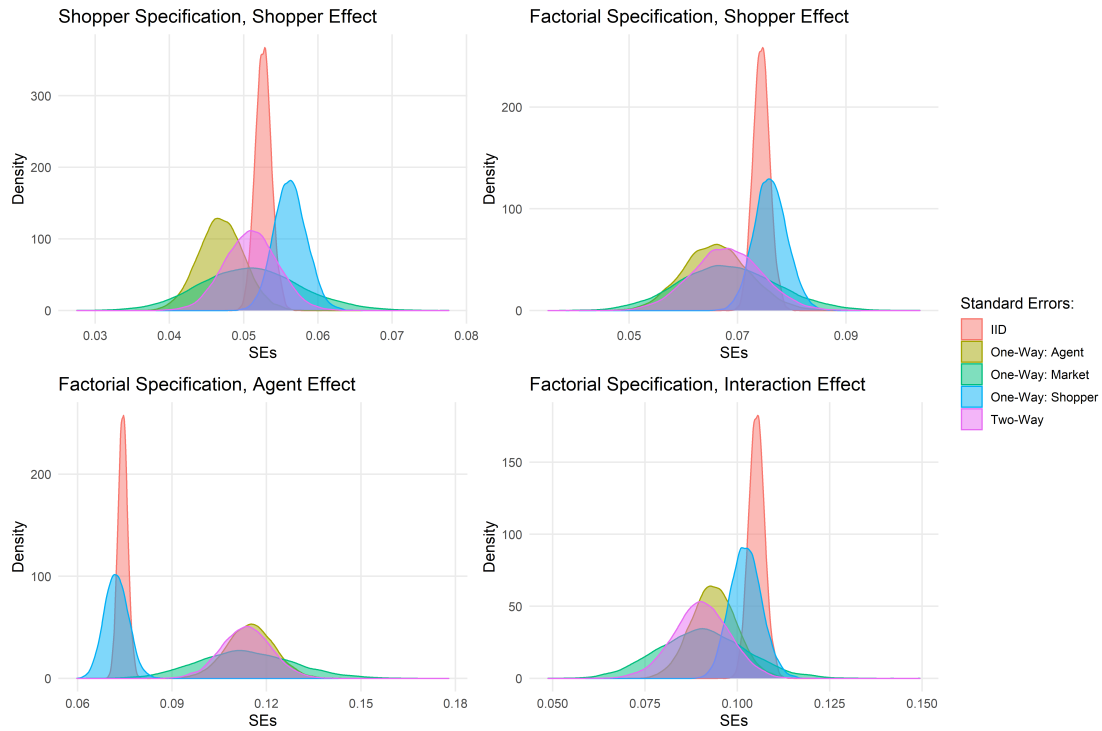 Shopper Specification, Shopper Effect
Density
300
200
100
0
0.03 0.04 0.05 0.06 0.07 0.08
SEs
Factorial Specification, Shopper Effect
Density
200
100
0
0.05 0.07 0.09
SEs
Factorial Specification, Agent Effect
Density
200
100
0
0.06 0.09 0.12 0.15 0.18
SEs
Factorial Specification, Interaction Effect
Density
150
100
50
0
0.050 0.075 0.100 0.125 0.150
SEs
Standard Errors:
IID
One-Way: Agent
One-Way: Market
One-Way: Shopper
Two-Way